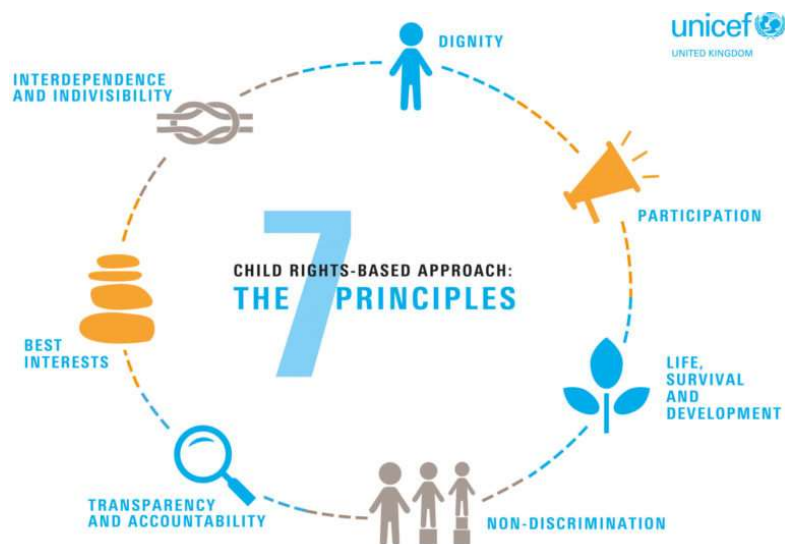 unicef
UNITED KINGDOM
DIGNITY
INTERDEPENDENCE
AND INDIVISIBILITY
PARTICIPATION
7
CHILD RIGHTS-BASED APPROACH:
THE PRINCIPLES
BEST
INTERESTS
LIFE,
SURVIVAL
AND
DEVELOPMENT
TRANSPARENCY
AND ACCOUNTABILITY
NON-DISCRIMINATION